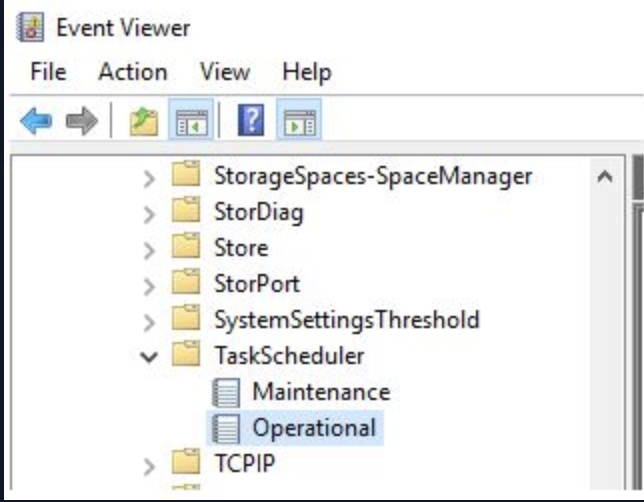 Event Viewer
File Action View Help
StorageSpaces-SpaceManager
StorDiag
Store
StorPort
SystemSettingsThreshold
TaskScheduler
Maintenance
Operational
TCPIP